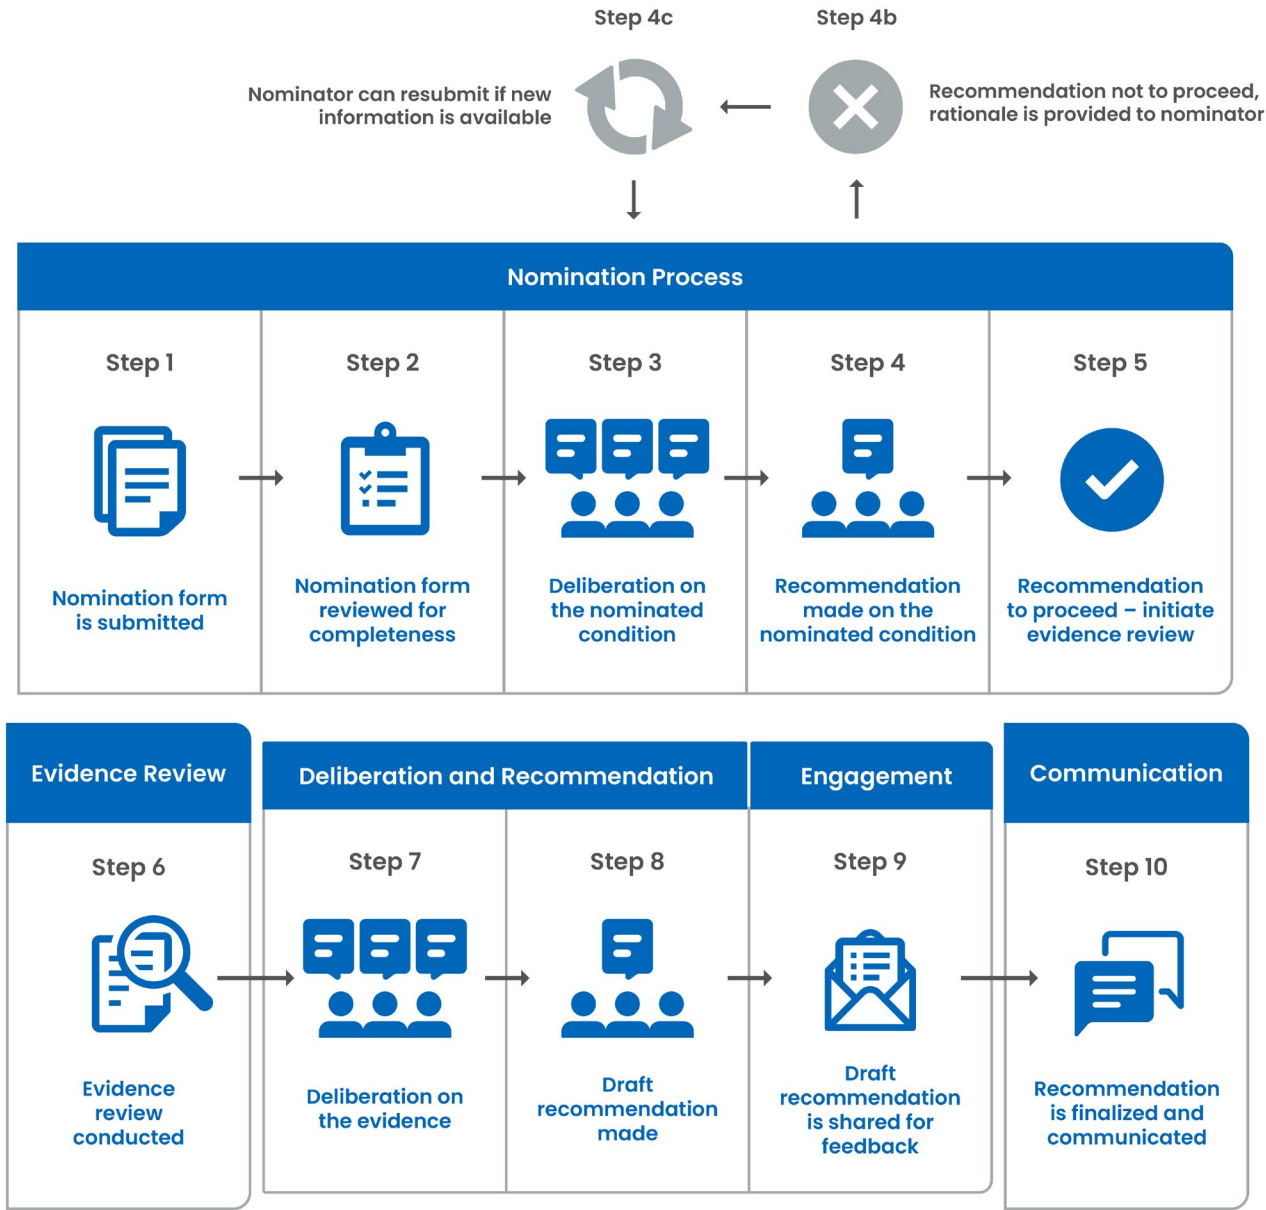 Step 4c
Step 4b
Nominator can resubmit if new
information is available
Recommendation not to proceed,
rationale is provided to nominator
Nomination Process
Step 1
Nomination form
is submitted
Step 2
Nomination form
reviewed for
completeness
Step 3
Deliberation on
the nominated
condition
Step 4
Recommendation
made on the
nominated condition
Step 5
Recommendation
to proceed – initiate
evidence review
Evidence Review
Step 6
Evidence
review
conducted
Deliberation and Recommendation
Step 7
Deliberation on
the evidence
Step 8
Draft
recommendation
made
Engagement
Step 9
Draft
recommendation
is shared for
feedback
Communication
Step 10
Recommendation
is finalized and
communicated